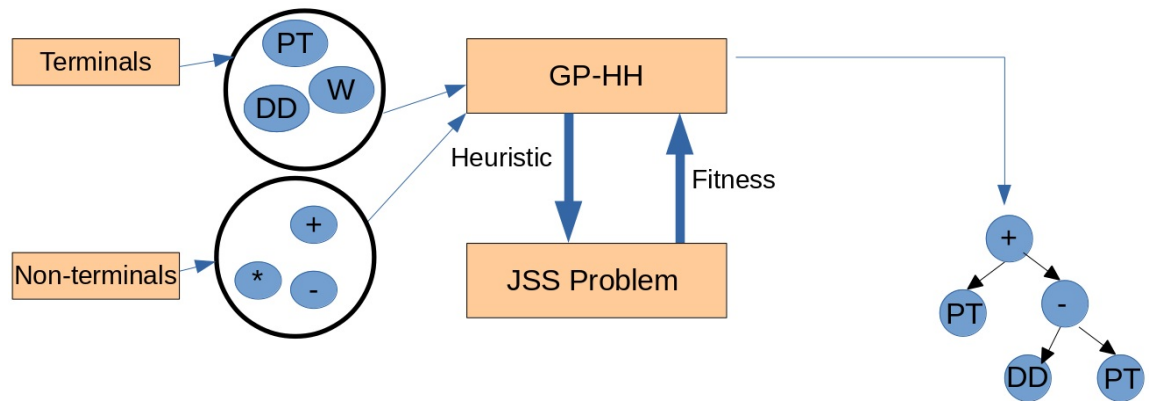 Terminals
PT
W
DD
Non-terminals
+
*
-
GP-HH
Heuristic
Fitness
JSS Problem
+
PT
-
DD
PT